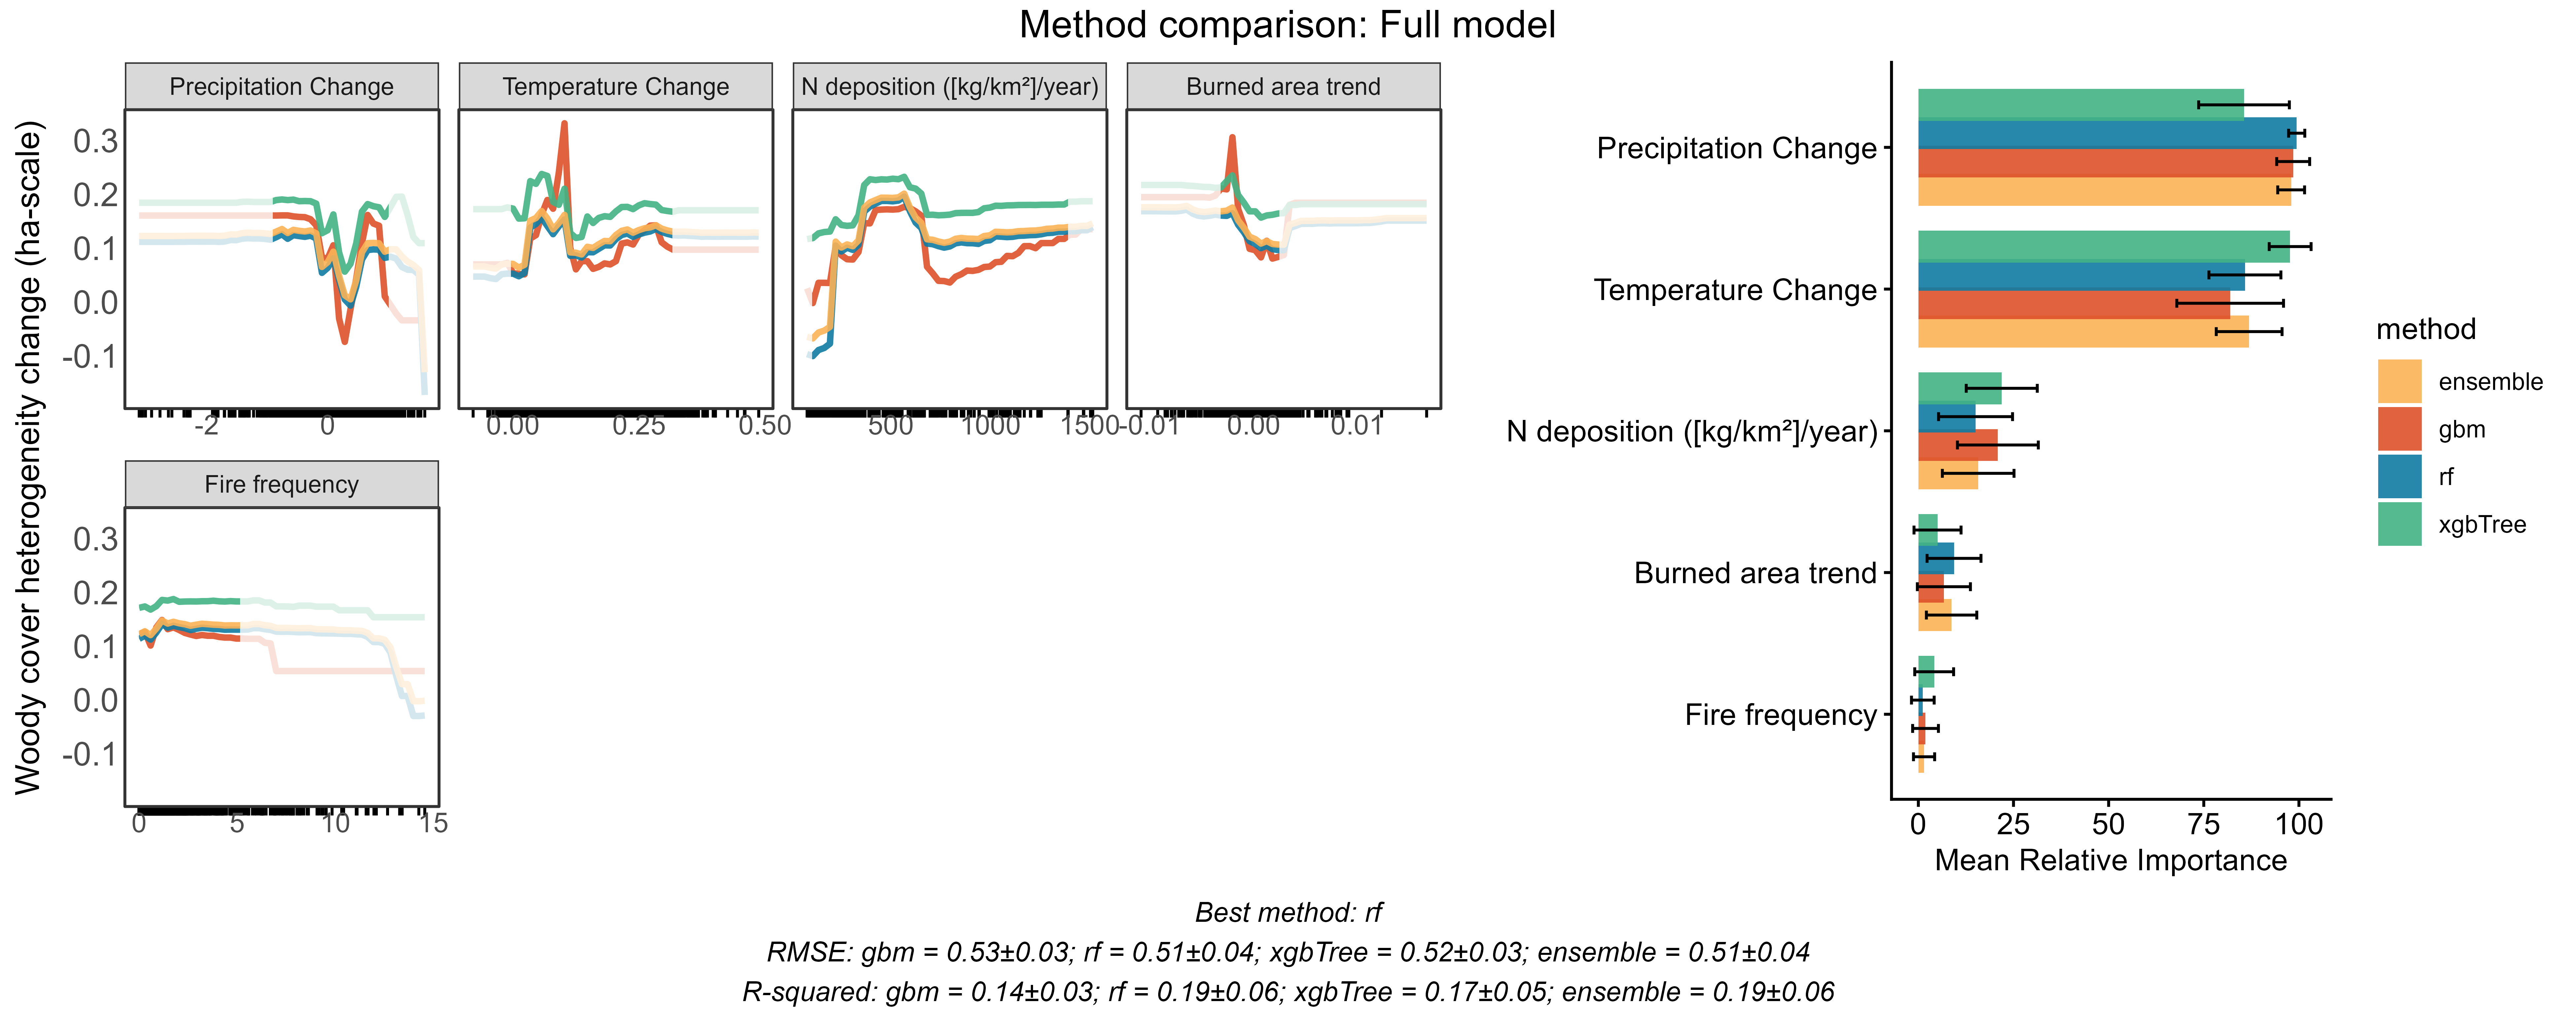 Method comparison: Full model
Precipitation Change
Temperature Change
N deposition ([kg/km²]/year)
Burned area trend
Woody cover heterogeneity change (ha-scale)
0.3
0.2
0.1
0.0
-0.1
-2
0
0.00
0.25
0.50
500
1000
1500
-0.01
0.00
0.01
Fire frequency
0.3
0.2
0.1
0.0
-0.1
0
5
10
15
Precipitation Change
Temperature Change
N deposition ([kg/km²]/year)
Burned area trend
Fire frequency
0
25
50
75
100
Mean Relative Importance
method
ensemble
gbm
rf
xgbTree
Best method: rf
RMSE: gbm = 0.53±0.03; rf = 0.51±0.04; xgbTree = 0.52±0.03; ensemble = 0.51±0.04
R-squared: gbm = 0.14±0.03; rf = 0.19±0.06; xgbTree = 0.17±0.05; ensemble = 0.19±0.06